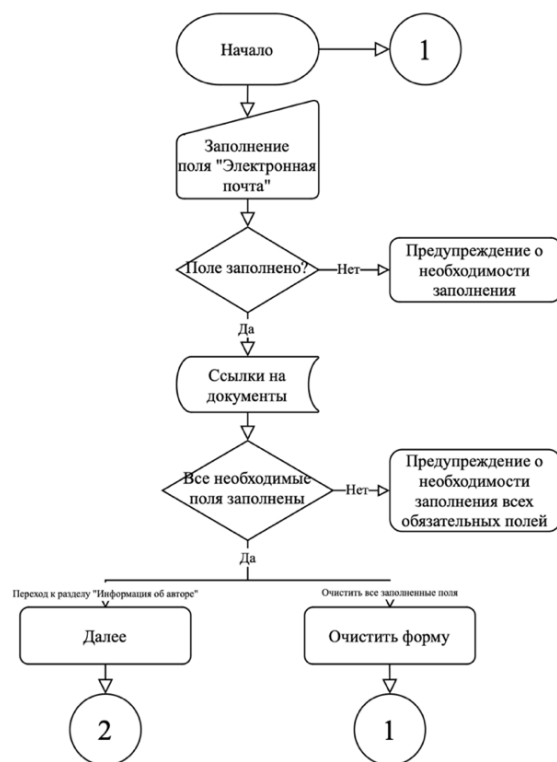 Начало
1
Заполнение
поля "Электронная
почта"
Поле заполнено?
Нет
Предупреждение о
необходимости
заполнения
Да
Ссылки на
документы
Все необходимые
поля заполнены
Нет
Предупреждение о
необходимости
заполнения всех
обязательных полей
Да
Переход к разделу "Информация об авторе"
Очистить все заполненные поля
Далее
Очистить форму
2
1